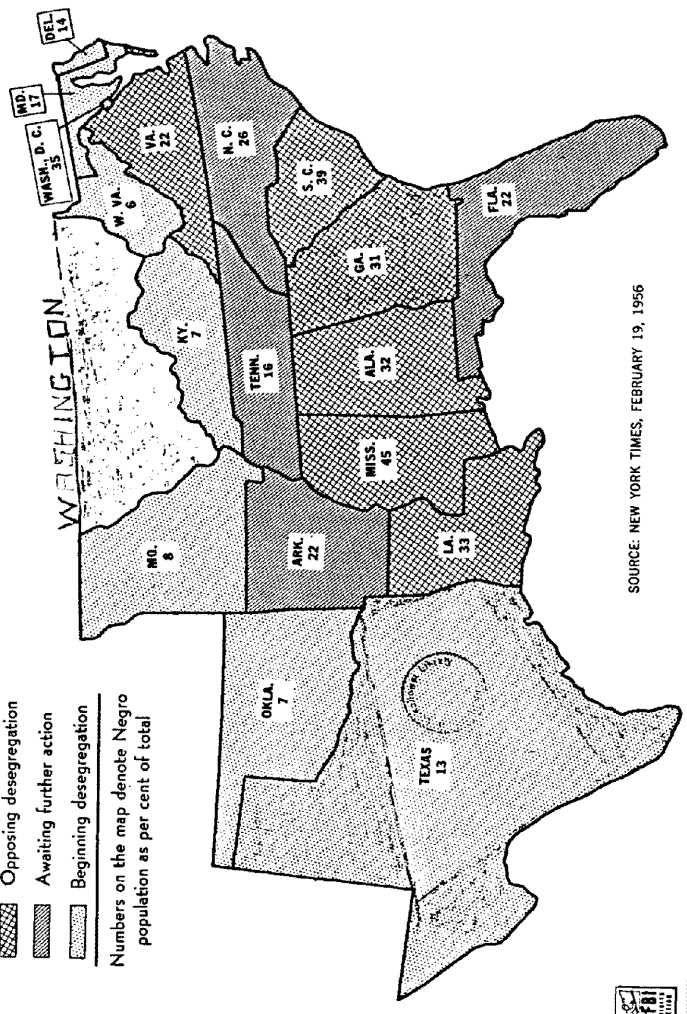 Opposing desegregation
Awaiting further action
Beginning desegregation
Numbers on the map denote Negro
population as per cent of total
WASHINGTON
DEL.
14
MD.
17
WASH., D. C.
35
W. VA.
6
VA.
22
KY.
7
N. C.
26
TENN.
16
S. C.
39
MO.
8
ARK.
22
OKLA.
7
GA.
31
ALA.
32
MISS.
45
LA.
33
TEXAS
13
FLA.
22
SOURCE: NEW YORK TIMES, FEBRUARY 19, 1956
FBI